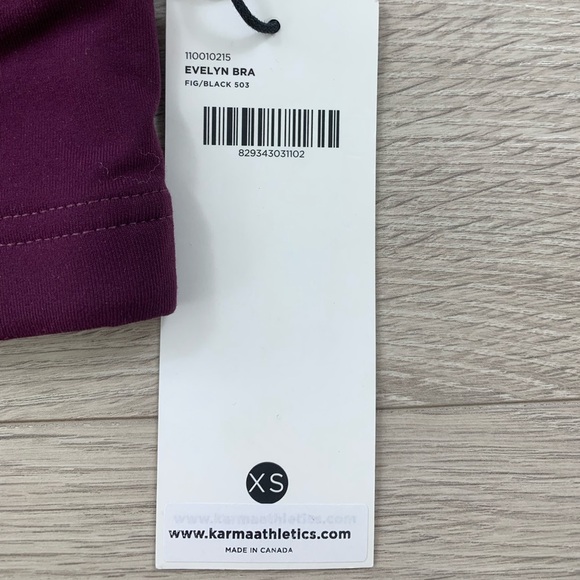 110010215
EVELYN BRA
FIG/BLACK 503
829343031102
XS
www.karmaathletics.com
MADE IN CANADA